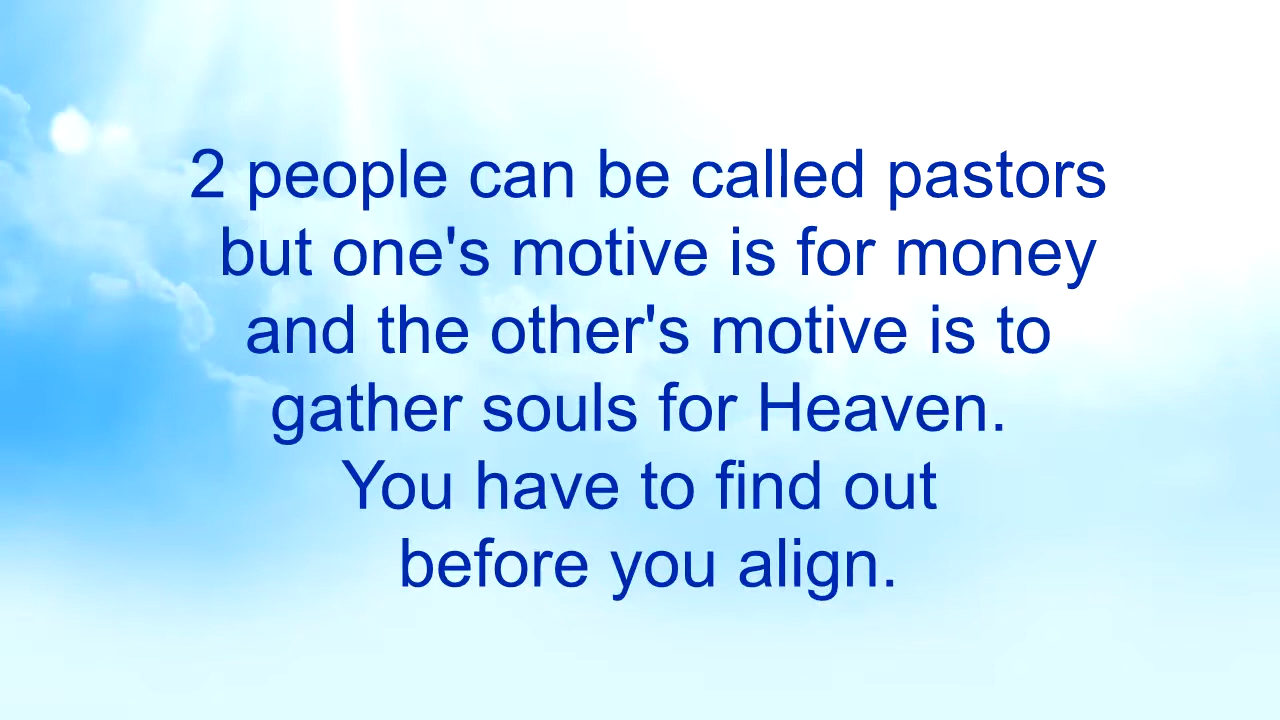 2 people can be called pastors
but one's motive is for money
and the other's motive is to
gather souls for Heaven.
You have to find out
before you align.